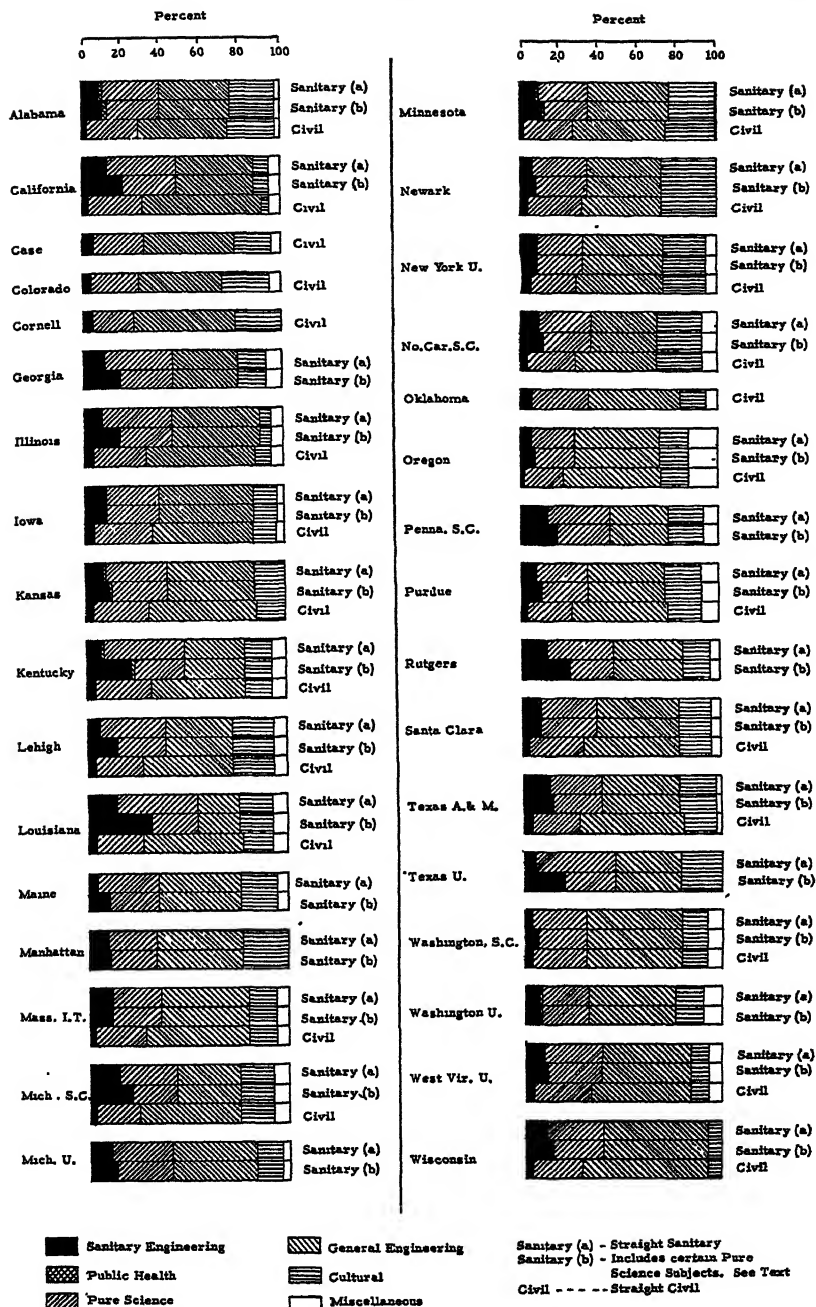 Percent
0 20 40 60 80 100
Alabama
Sanitary (a)
Sanitary (b)
Civil
California
Sanitary (a)
Sanitary (b)
Civil
Case
Civil
Colorado
Civil
Cornell
Civil
Georgia
Sanitary (a)
Sanitary (b)
Illinois
Sanitary (a)
Sanitary (b)
Civil
Iowa
Sanitary (a)
Sanitary (b)
Civil
Kansas
Sanitary (a)
Sanitary (b)
Civil
Kentucky
Sanitary (a)
Sanitary (b)
Civil
Lehigh
Sanitary (a)
Sanitary (b)
Civil
Louisiana
Sanitary (a)
Sanitary (b)
Civil
Maine
Sanitary (a)
Sanitary (b)
Manhattan
Sanitary (a)
Sanitary (b)
Mass. I.T.
Sanitary (a)
Sanitary (b)
Civil
Mich. S.C.
Sanitary (a)
Sanitary (b)
Civil
Mich. U.
Sanitary (a)
Sanitary (b)
Percent
0 20 40 60 80 100
Minnesota
Sanitary (a)
Sanitary (b)
Civil
Newark
Sanitary (a)
Sanitary (b)
Civil
New York U.
Sanitary (a)
Sanitary (b)
Civil
No.Car.S.C.
Sanitary (a)
Sanitary (b)
Civil
Oklahoma
Civil
Oregon
Sanitary (a)
Sanitary (b)
Civil
Penna. S.C.
Sanitary (a)
Sanitary (b)
Purdue
Sanitary (a)
Sanitary (b)
Civil
Rutgers
Sanitary (a)
Sanitary (b)
Santa Clara
Sanitary (a)
Sanitary (b)
Civil
Texas A.& M.
Sanitary (a)
Sanitary (b)
Civil
Texas U.
Sanitary (a)
Sanitary (b)
Washington, S.C.
Sanitary (a)
Sanitary (b)
Civil
Washington U.
Sanitary (a)
Sanitary (b)
West Vir. U.
Sanitary (a)
Sanitary (b)
Civil
Wisconsin
Sanitary (a)
Sanitary (b)
Civil
Sanitary Engineering
Public Health
Pure Science
General Engineering
Cultural
Miscellaneous
Sanitary (a) - Straight Sanitary
Sanitary (b) - Includes certain Pure
Science Subjects. See Text
Civil - - - - - Straight Civil